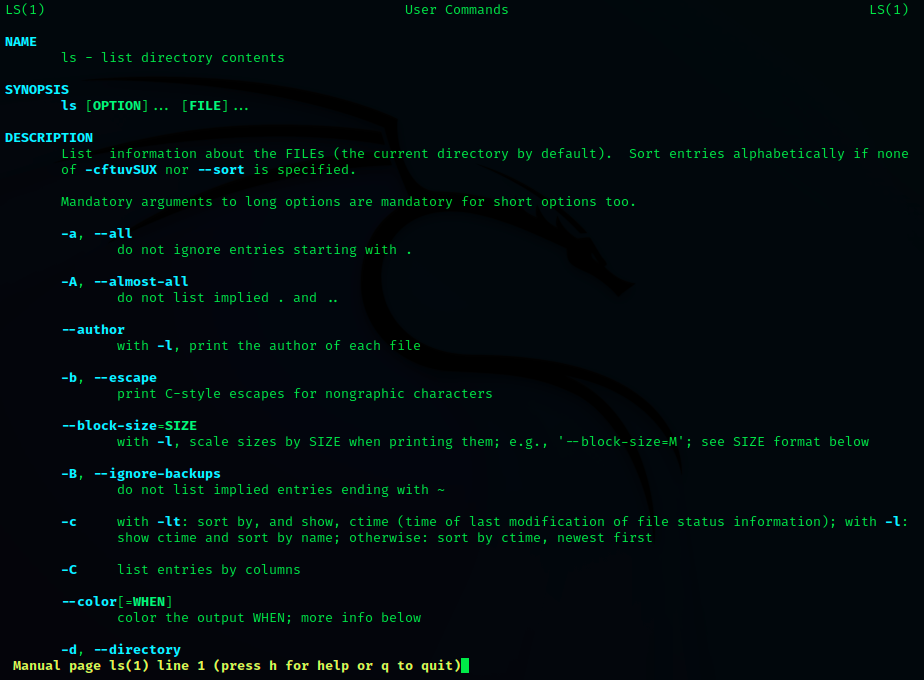 LS(1) User Commands LS(1)
NAME
ls - list directory contents
SYNOPSIS
ls [OPTION]... [FILE]...
DESCRIPTION
List  information about the FILEs (the current directory by default).  Sort entries alphabetically if none
of -cftuvSUX nor --sort is specified.
Mandatory arguments to long options are mandatory for short options too.
-a, --all
do not ignore entries starting with .
-A, --almost-all
do not list implied . and ..
--author
with -l, print the author of each file
-b, --escape
print C-style escapes for nongraphic characters
--block-size=SIZE
with -l, scale sizes by SIZE when printing them; e.g., '--block-size=M'; see SIZE format below
-B, --ignore-backups
do not list implied entries ending with ~
-c with -lt: sort by, and show, ctime (time of last modification of file status information); with -l:
show ctime and sort by name; otherwise: sort by ctime, newest first
-C list entries by columns
--color[=WHEN]
color the output WHEN; more info below
-d, --directory
Manual page ls(1) line 1 (press h for help or q to quit)